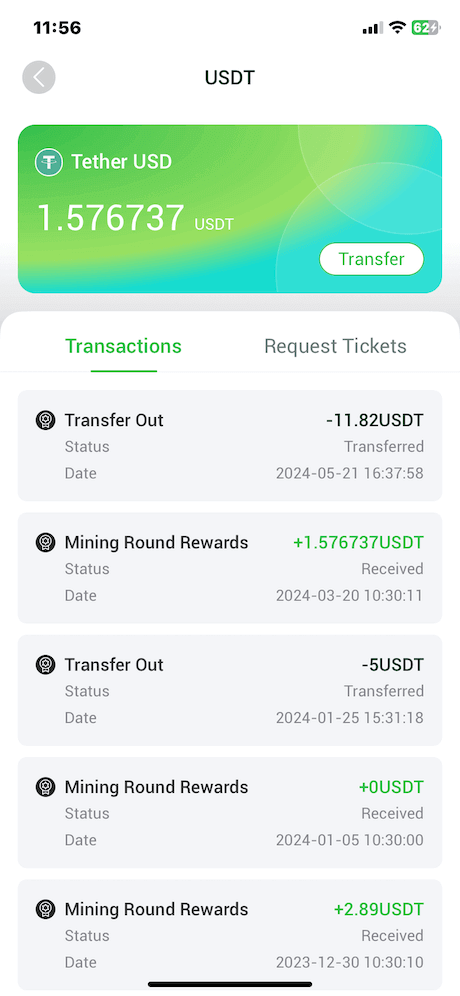 11:56
62
USDT
Tether USD
1.576737 USDT
Transfer
Transactions Request Tickets
Transfer Out -11.82USDT
Status Transferred
Date 2024-05-21 16:37:58
Mining Round Rewards +1.576737USDT
Status Received
Date 2024-03-20 10:30:11
Transfer Out -5USDT
Status Transferred
Date 2024-01-25 15:31:18
Mining Round Rewards +0USDT
Status Received
Date 2024-01-05 10:30:00
Mining Round Rewards +2.89USDT
Status Received
Date 2023-12-30 10:30:10